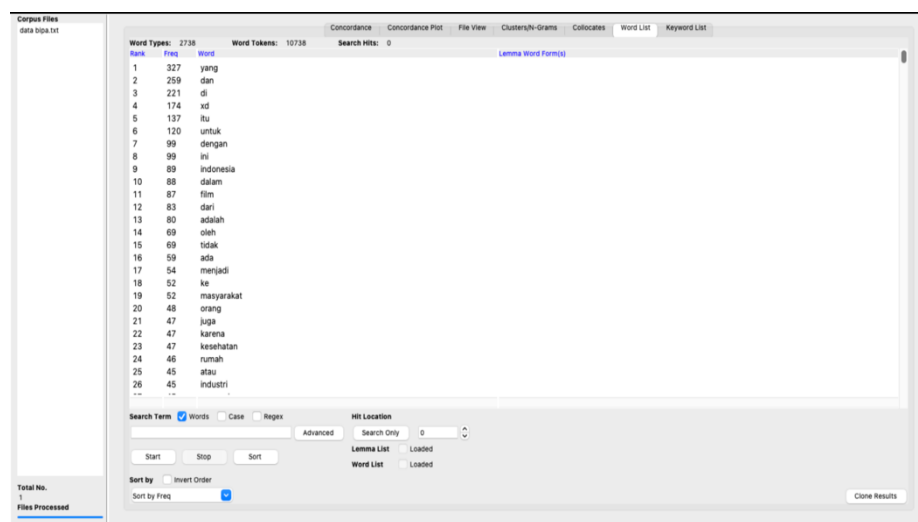 Corpus Files
data bipa.txt
Concordance Concordance Plot File View Clusters/N-Grams Collocates Word List Keyword List
Word Types: 2738 Word Tokens: 10738 Search Hits: 0
Rank Freq Word Lemma Word Form(s)
1 327 yang
2 259 dan
3 221 di
4 174 xd
5 137 itu
6 120 untuk
7 99 dengan
8 99 ini
9 89 indonesia
10 88 dalam
11 87 film
12 83 dari
13 80 adalah
14 69 oleh
15 69 tidak
16 59 ada
17 54 menjadi
18 52 ke
19 52 masyarakat
20 48 orang
21 47 juga
22 47 karena
23 47 kesehatan
24 46 rumah
25 45 atau
26 45 industri
Search Term Words Case Regex Hit Location
Advanced Search Only 0
Start Stop Sort Lemma List Loaded
Word List Loaded
Sort by Invert Order
Sort by Freq
Clone Results
Total No.
1
Files Processed